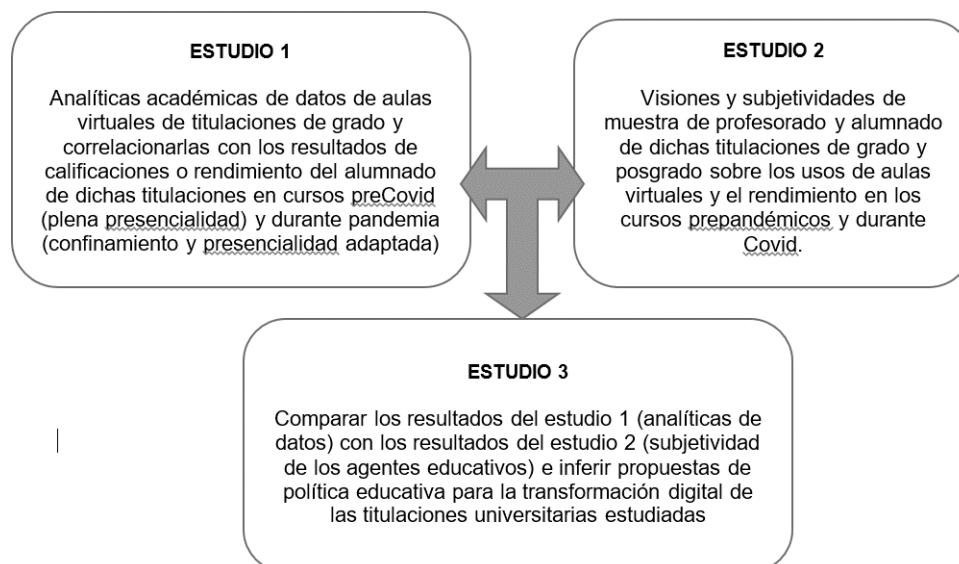 ESTUDIO 1
Analíticas académicas de datos de aulas
virtuales de titulaciones de grado y
correlacionarlas con los resultados de
calificaciones o rendimiento del alumnado
de dichas titulaciones en cursos preCovid
(plena presencialidad) y durante pandemia
(confinamiento y presencialidad adaptada)
ESTUDIO 2
Visiones y subjetividades de
muestra de profesorado y alumnado
de dichas titulaciones de grado y
posgrado sobre los usos de aulas
virtuales y el rendimiento en los
cursos prepandémicos y durante
Covid.
ESTUDIO 3
Comparar los resultados del estudio 1 (analíticas de
datos) con los resultados del estudio 2 (subjetividad
de los agentes educativos) e inferir propuestas de
política educativa para la transformación digital de
las titulaciones universitarias estudiadas